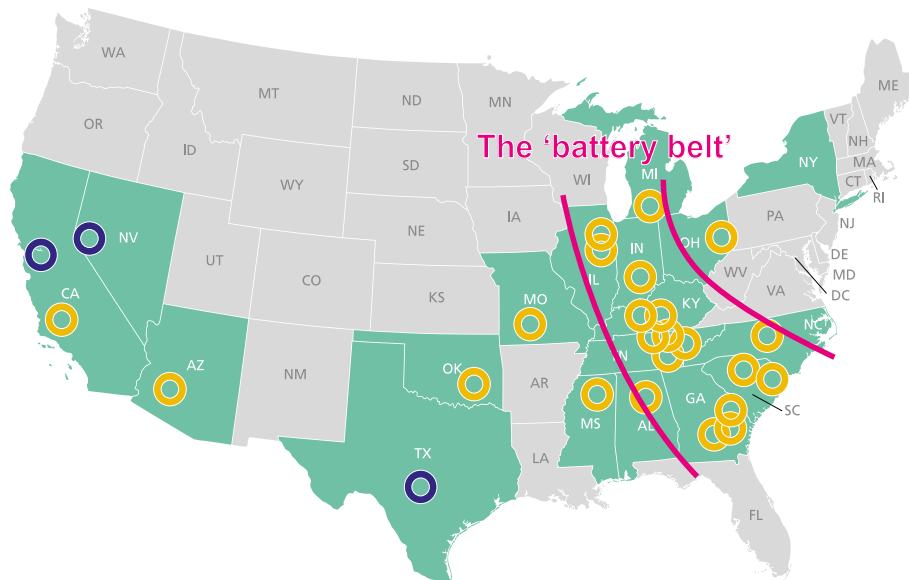 WA
MT
ND
MN
ME
OR
ID
SD
WI
The 'battery belt'
MI
NY
VT
NH
MA
CT
RI
WY
IA
PA
NJ
NV
NE
IN
OH
UT
CO
IL
WV
VA
DE
MD
DC
CA
KS
MO
KY
NC
AZ
NM
OK
AR
TN
SC
MS
AL
GA
TX
LA
FL